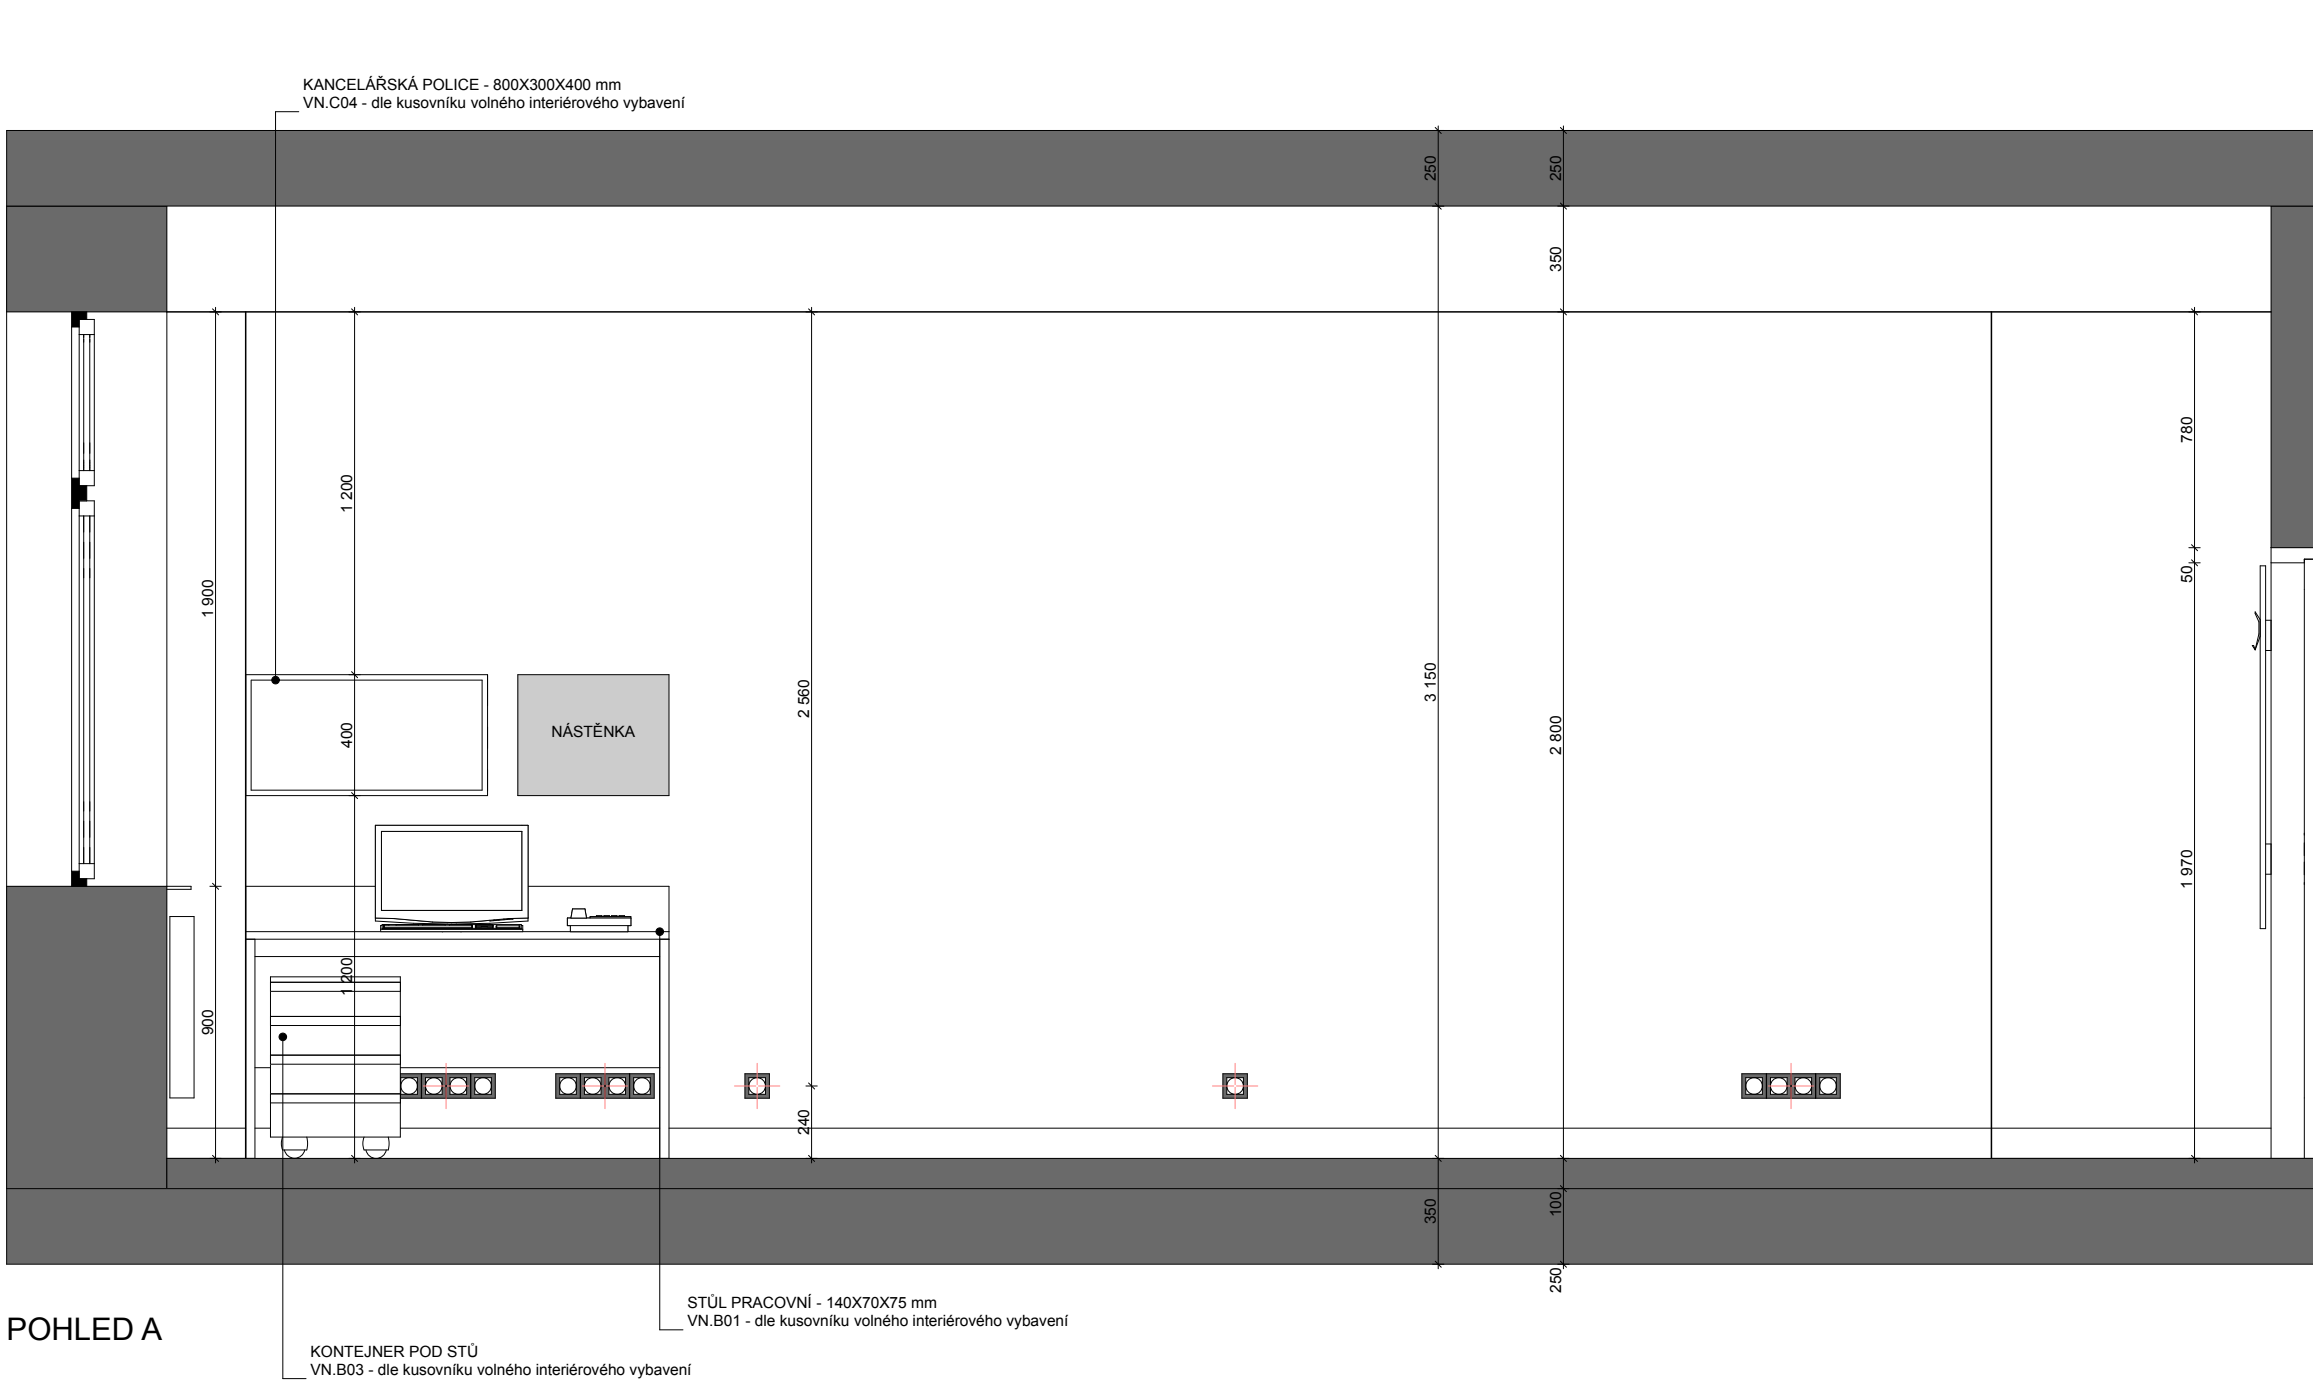 KANCELÁŘSKÁ POLICE - 800X300X400 mm
VN.C04 - dle kusovníku volného interiérového vybavení
250
250
350
780
1 200
50
1 900
2 560
3 150
2 800
400
NÁSTĚNKA
1 970
1 200
900
240
350
100
250
STŮL PRACOVNÍ - 140X70X75 mm
VN.B01 - dle kusovníku volného interiérového vybavení
POHLED A
KONTEJNER POD STŮ
VN.B03 - dle kusovníku volného interiérového vybavení